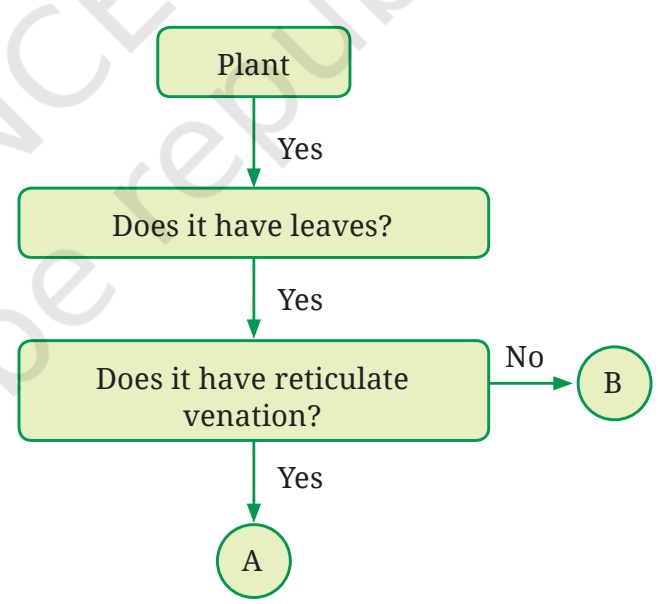 Plant
Yes
Does it have leaves?
Yes
Does it have reticulate
venation?
No
B
Yes
A